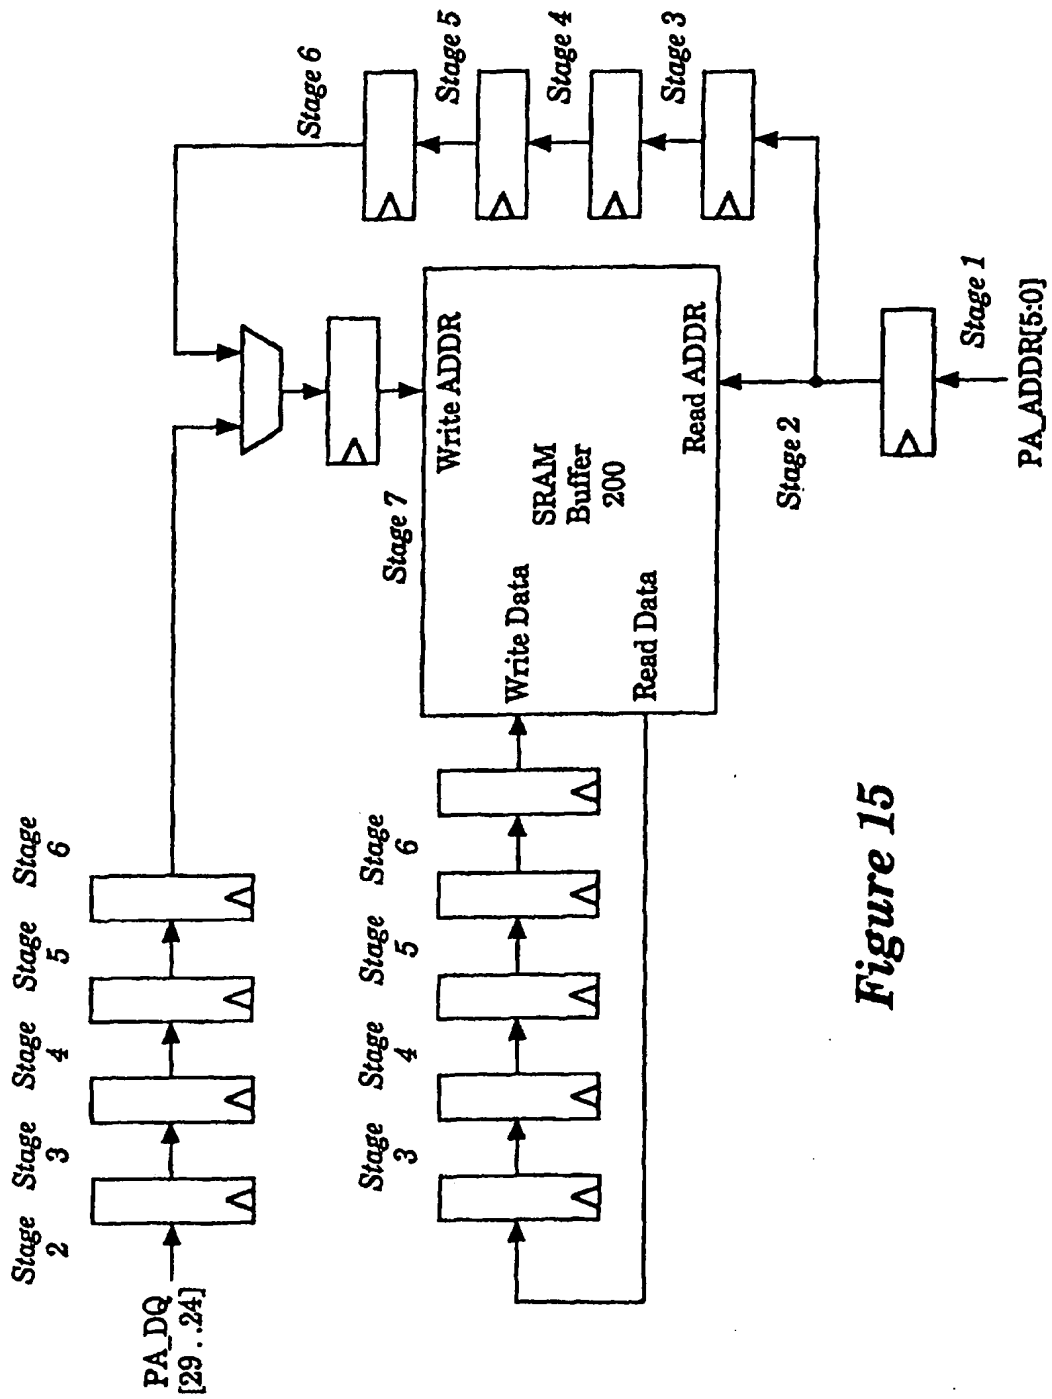 Stage
2
Stage
3
Stage
4
Stage
5
Stage
6
PA_DQ
[29 . . 24]
Stage
3
Stage
4
Stage
5
Stage
6
Stage 6
Stage 5
Stage 4
Stage 3
Stage 7
Write ADDR
Write Data
SRAM
Buffer
200
Read Data
Read ADDR
Stage 2
Stage 1
PA_ADDR[5:0]
Figure 15